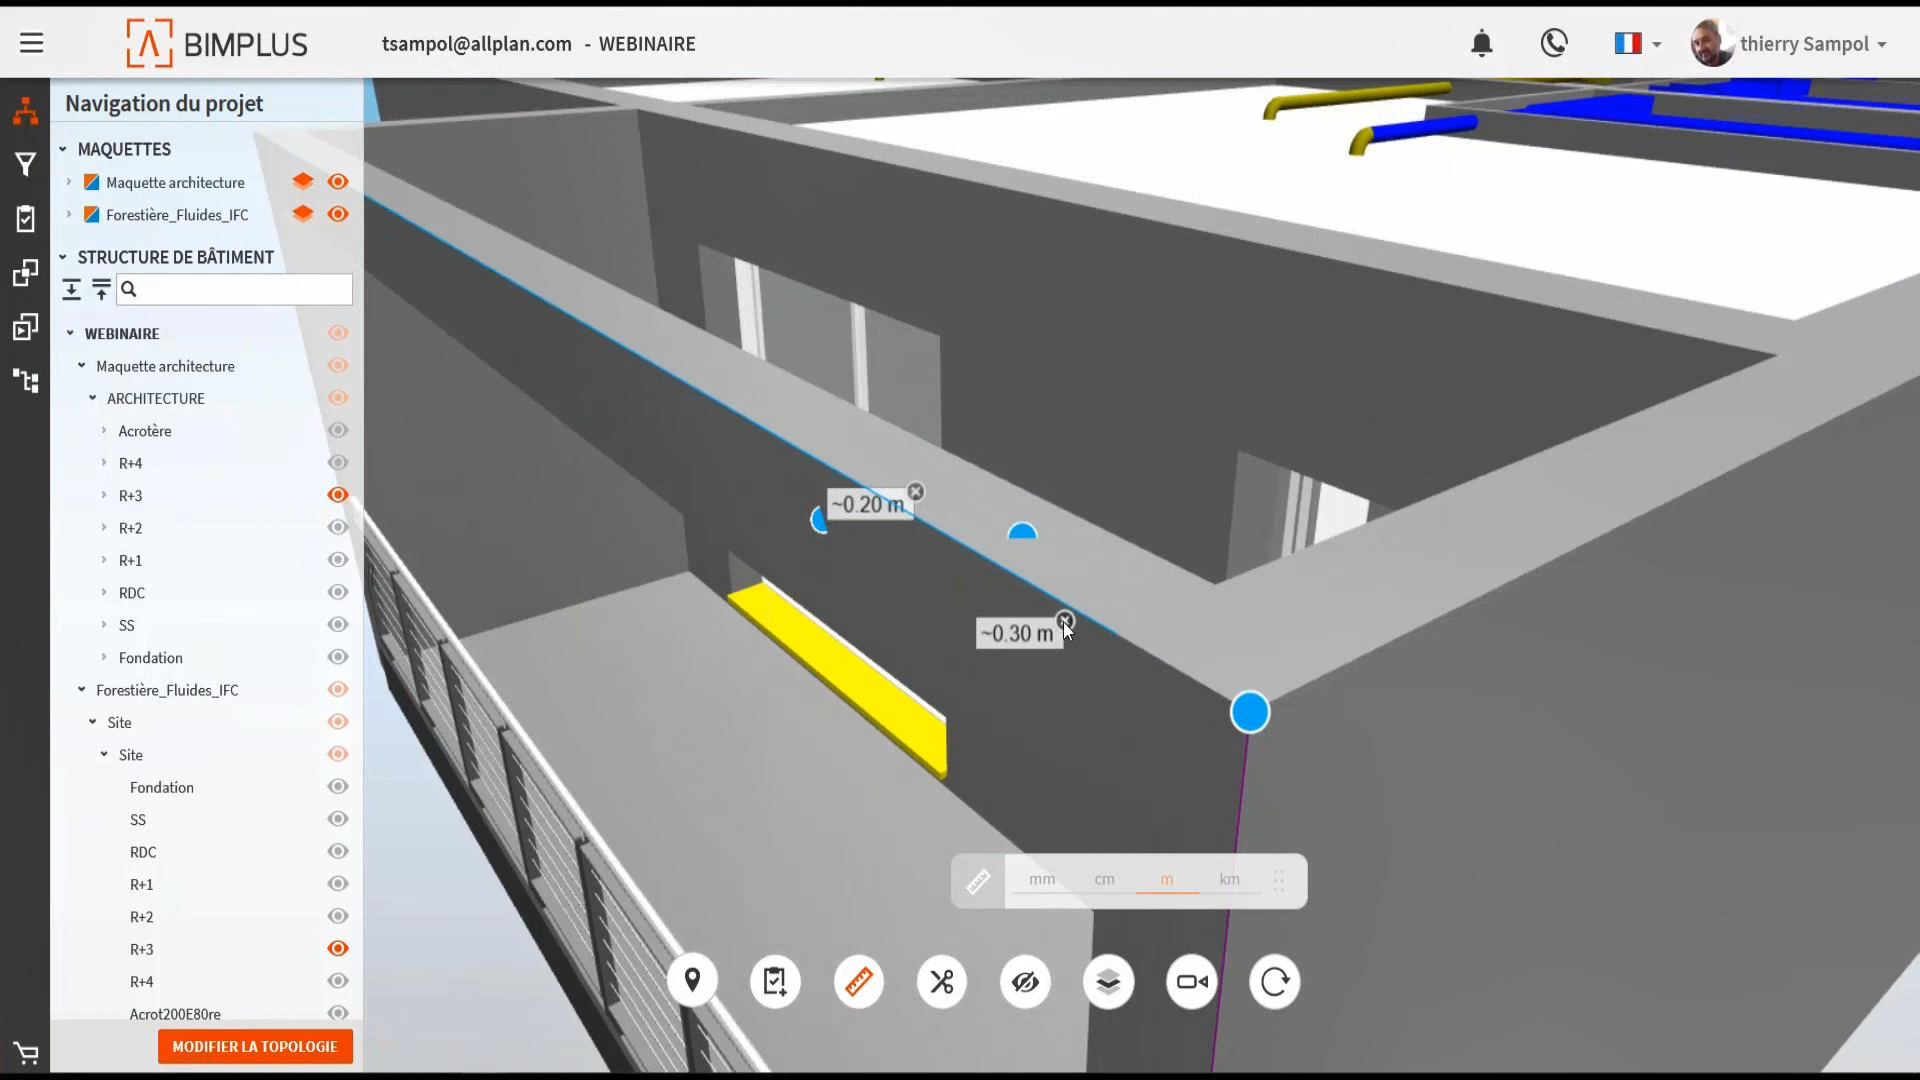 BIMPLUS
tsampol@allplan.com - WEBINAIRE
thierry Sampol
Navigation du projet
MAQUETTES
Maquette architecture
Forestière_Fluides_IFC
STRUCTURE DE BÂTIMENT
WEBINAIRE
Maquette architecture
ARCHITECTURE
Acrotère
R+4
R+3
R+2
R+1
RDC
SS
Fondation
Forestière_Fluides_IFC
Site
Site
Fondation
SS
RDC
R+1
R+2
R+3
R+4
Acrot200E80re
MODIFIER LA TOPOLOGIE
~0.20 m
~0.30 m
mm cm m km